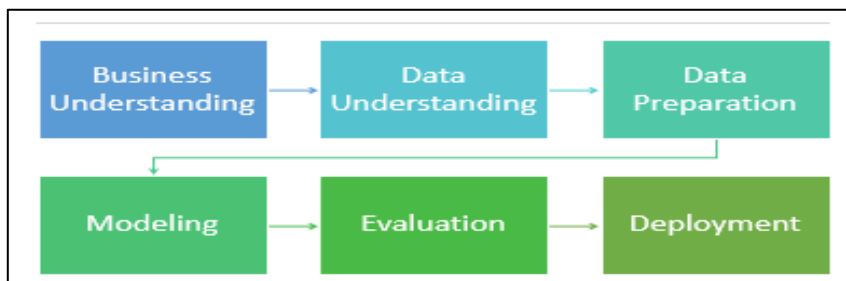 Business
Understanding
Data
Understanding
Data
Preparation
Modeling
Evaluation
Deployment